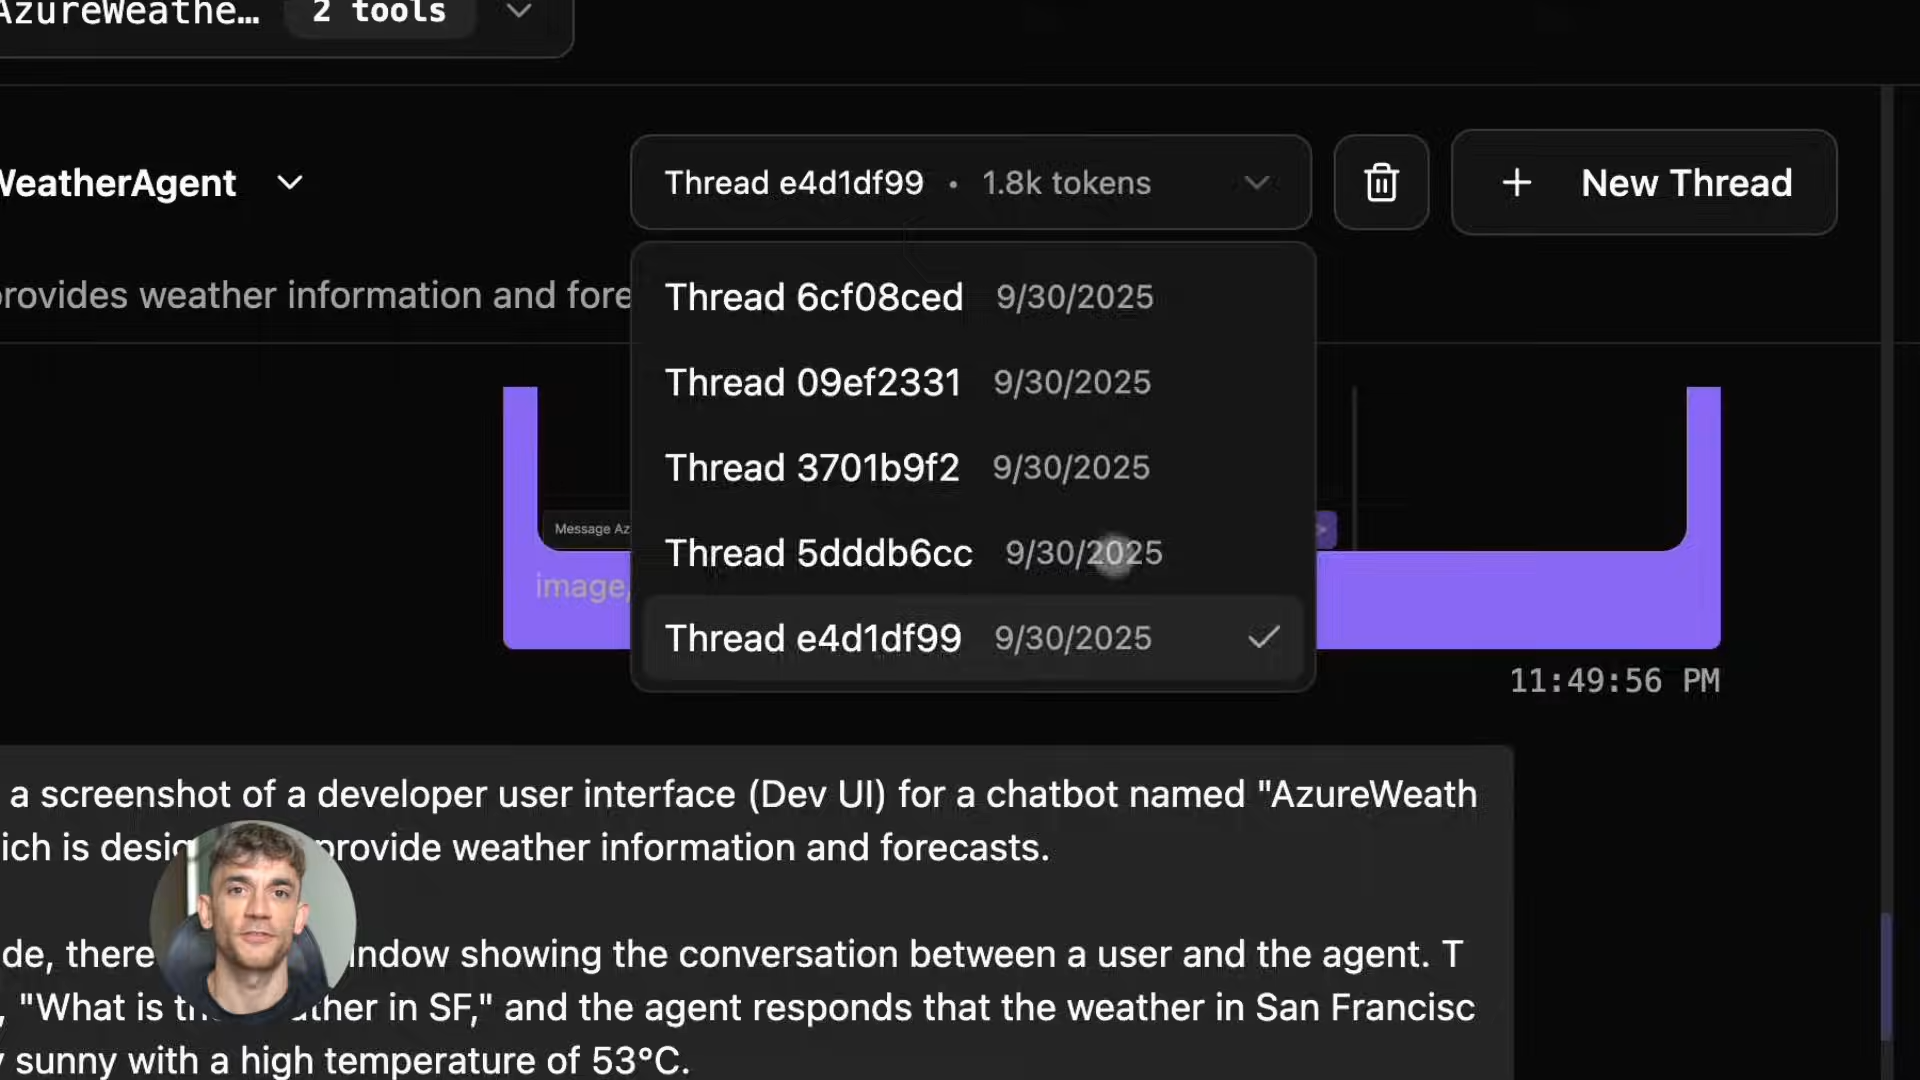 AzureWeathe... 2 tools
WeatherAgent
Thread e4d1df99 • 1.8k tokens
New Thread
provides weather information and fore
Thread 6cf08ced 9/30/2025
Thread 09ef2331 9/30/2025
Thread 3701b9f2 9/30/2025
Message Az
Thread 5dddb6cc 9/30/2025
image/
Thread e4d1df99 9/30/2025
11:49:56 PM
a screenshot of a developer user interface (Dev UI) for a chatbot named "AzureWeath
ich is desig provide weather information and forecasts.
de, there indow showing the conversation between a user and the agent. T
, "What is th ather in SF," and the agent responds that the weather in San Francisc
y sunny with a high temperature of 53°C.